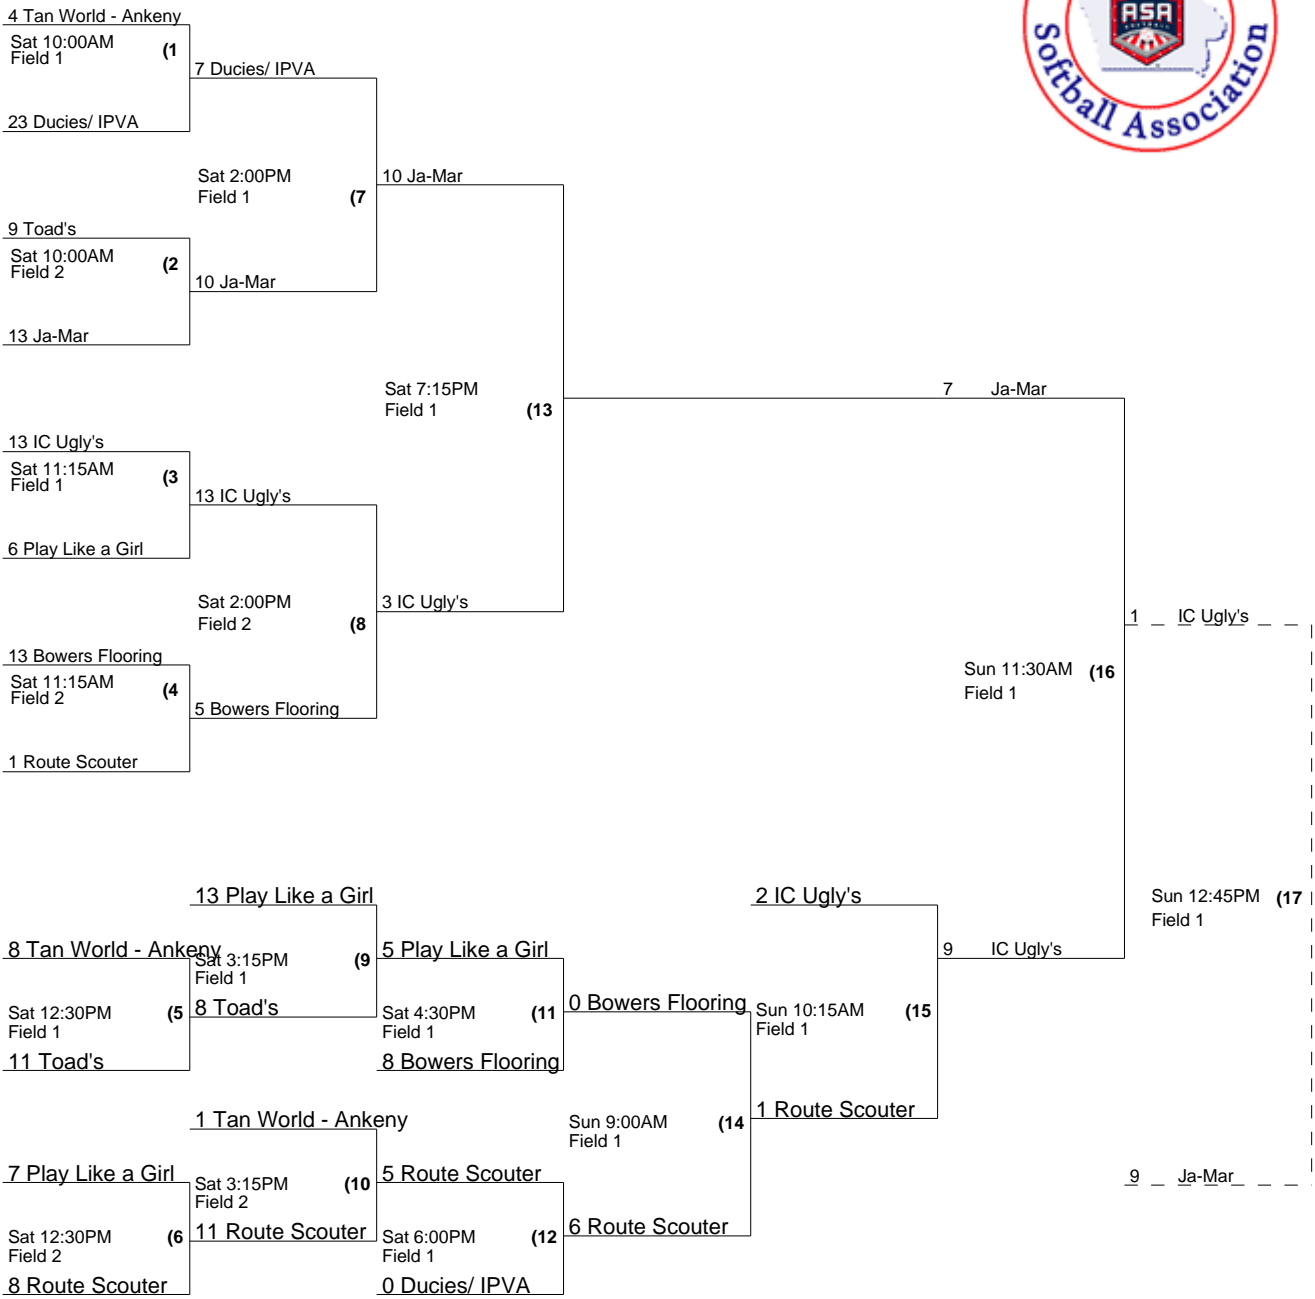 4 Tan World - Ankeny
Sat 10:00AM
Field 1
(1
7 Ducies/ IPVA
23 Ducies/ IPVA
Sat 2:00PM
Field 1
(7
10 Ja-Mar
9 Toad's
Sat 10:00AM
Field 2
(2
10 Ja-Mar
13 Ja-Mar
ASA
Softball Association
Sat 7:15PM
Field 1
(13
7 Ja-Mar
13 IC Ugly's
Sat 11:15AM
Field 1
(3
13 IC Ugly's
6 Play Like a Girl
Sat 2:00PM
Field 2
(8
3 IC Ugly's
13 Bowers Flooring
Sat 11:15AM
Field 2
(4
5 Bowers Flooring
1 Route Scouter
1 IC Ugly's
Sun 11:30AM
Field 1
(16
13 Play Like a Girl
8 Tan World - Ankeny
Sat 3:15PM
Field 1
(9
5 Play Like a Girl
Sat 12:30PM
Field 1
(5
8 Toad's
11 Toad's
Sat 4:30PM
Field 1
(11
8 Bowers Flooring
0 Bowers Flooring
2 IC Ugly's
Sun 10:15AM
Field 1
(15
9 IC Ugly's
Sun 12:45PM
Field 1
(17
1 Tan World - Ankeny
7 Play Like a Girl
Sat 3:15PM
Field 2
(10
5 Route Scouter
Sat 12:30PM
Field 2
(6
11 Route Scouter
8 Route Scouter
Sat 6:00PM
Field 1
(12
0 Ducies/ IPVA
6 Route Scouter
Sun 9:00AM
Field 1
(14
1 Route Scouter
9 Ja-Mar